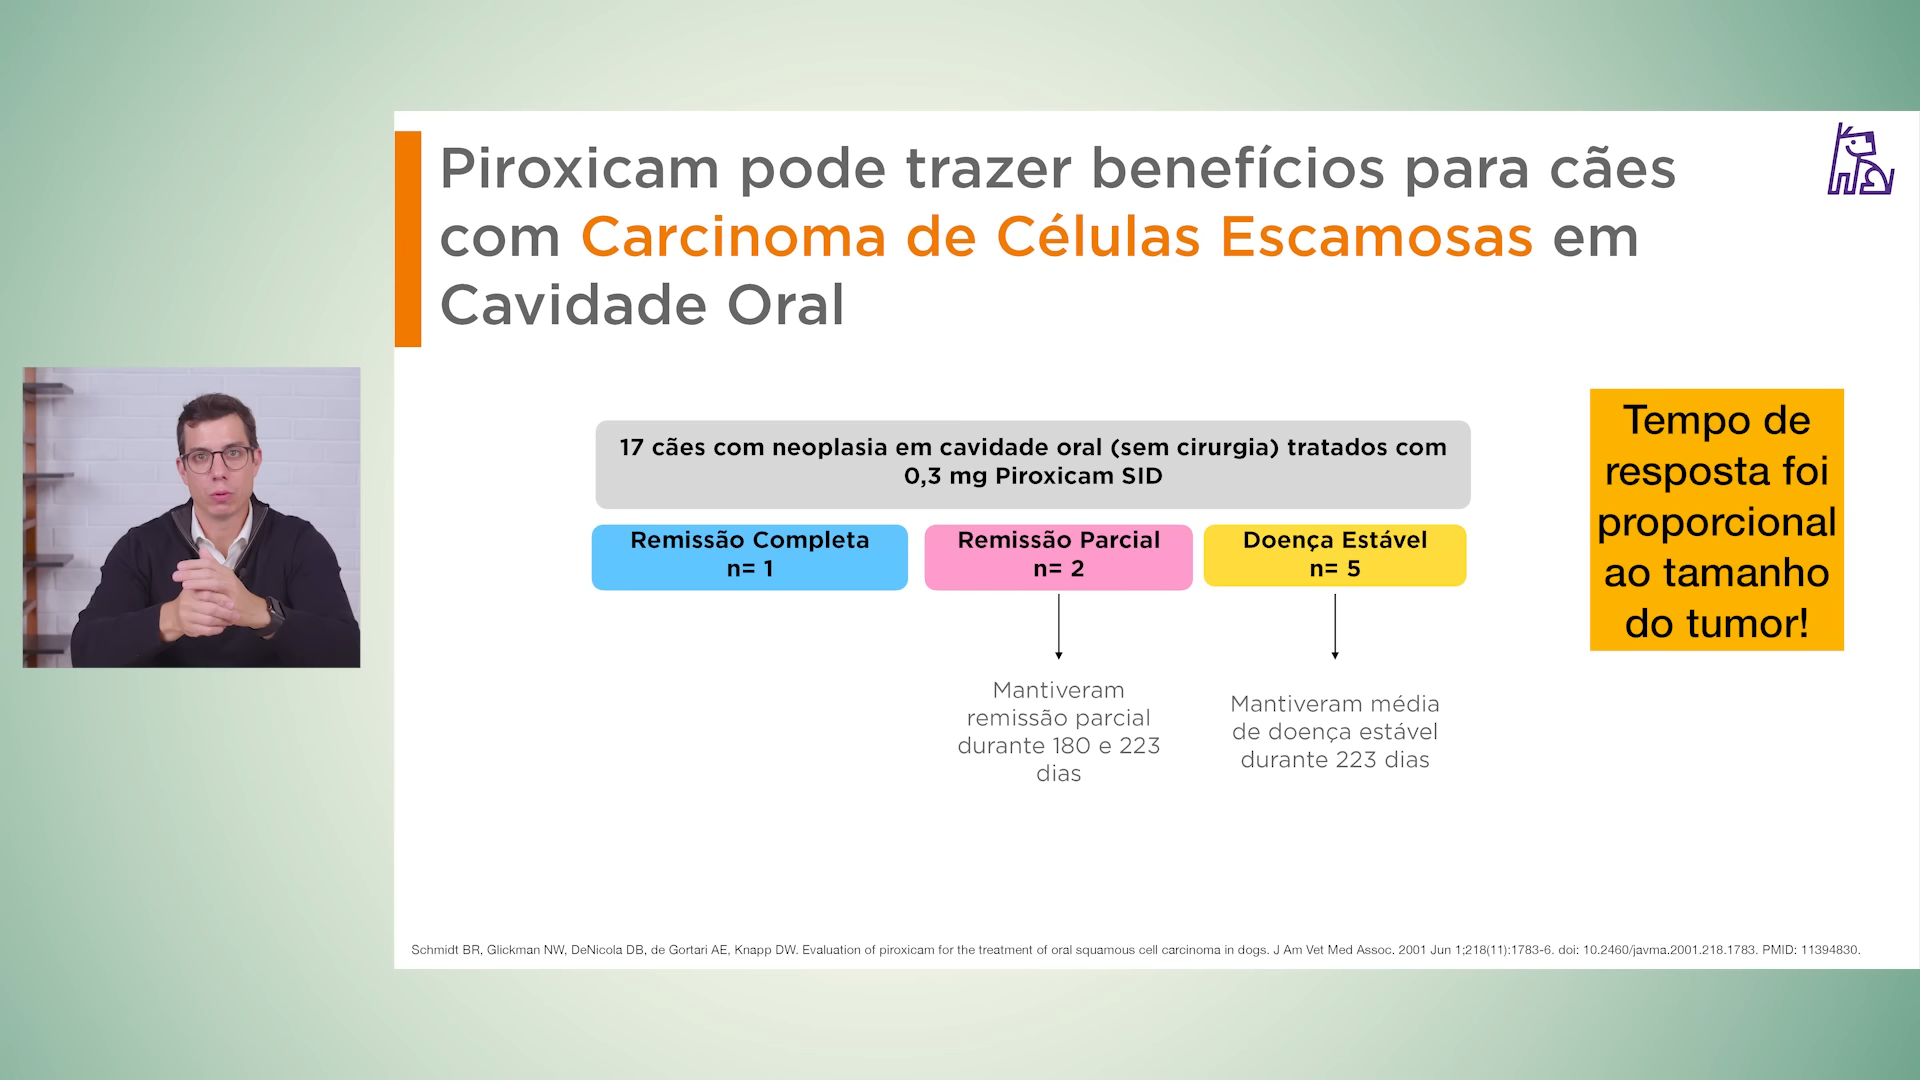 Piroxicam pode trazer benefícios para cães
com Carcinoma de Células Escamosas em
Cavidade Oral
17 cães com neoplasia em cavidade oral (sem cirurgia) tratados com
0,3 mg Piroxicam SID
Remissão Completa
n= 1
Remissão Parcial
n= 2
Doença Estável
n= 5
Mantiveram
remissão parcial
durante 180 e 223
dias
Mantiveram média
de doença estável
durante 223 dias
Tempo de
resposta foi
proporcional
ao tamanho
do tumor!
Schmidt BR, Glickman NW, DeNicola DB, de Gortari AE, Knapp DW. Evaluation of piroxicam for the treatment of oral squamous cell carcinoma in dogs. J Am Vet Med Assoc. 2001 Jun 1;218(11):1783-6. doi: 10.2460/javma.2001.218.1783. PMID: 11394830.